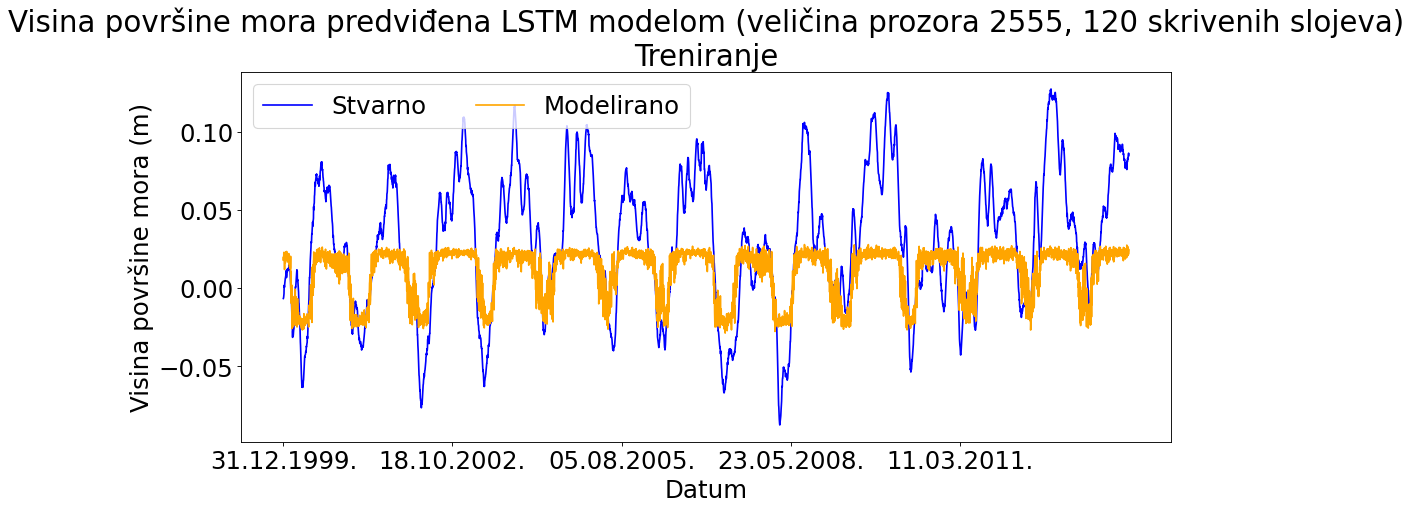 Visina površine mora predviđena LSTM modelom (veličina prozora 2555, 120 skrivenih slojeva)
Treniranje
Stvarno
Modelirano
Visina površine mora (m)
0.10
0.05
0.00
−0.05
31.12.1999.
18.10.2002.
05.08.2005.
23.05.2008.
11.03.2011.
Datum